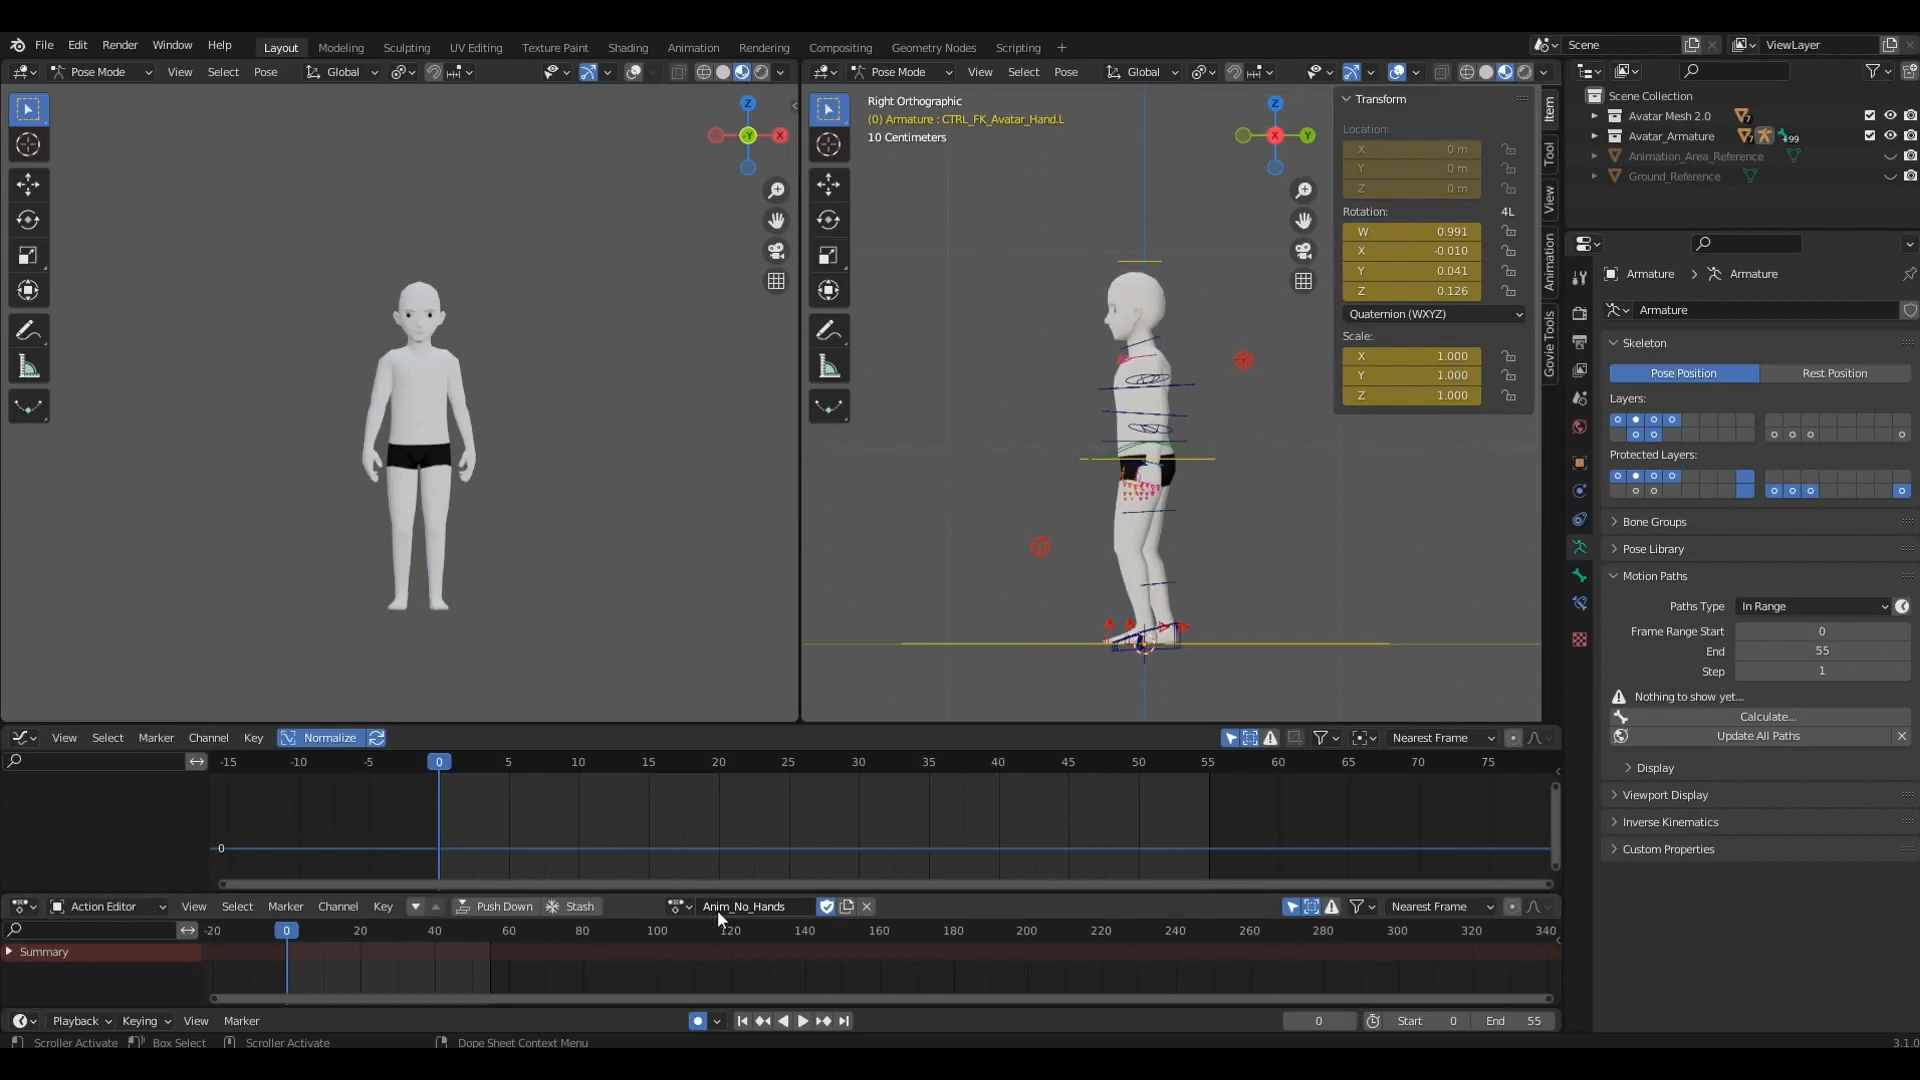 File Edit Render Window Help Layout Modeling Sculpting UV Editing Texture Paint Shading Animation Rendering Compositing Geometry Nodes Scripting + Scene ViewLayer
Pose Mode View Select Pose Global
Pose Mode View Select Pose Global
Right Orthographic
(0) Armature : CTRL_FK_Avatar_Hand.L
10 Centimeters
Z
-Y
X
Z
X
Y
Transform
Location:
X 0 m
Y 0 m
Z 0 m
Rotation: 4L
W 0.991
X -0.010
Y 0.041
Z 0.126
Quaternion (WXYZ)
Scale:
X 1.000
Y 1.000
Z 1.000
Item
Tool
View
Animation
Govie Tools
Scene Collection
Avatar Mesh 2.0
Avatar_Armature +99
Animation_Area_Reference
Ground_Reference
Armature > Armature
Armature
Skeleton
Pose Position Rest Position
Layers:
Protected Layers:
Bone Groups
Pose Library
Motion Paths
Paths Type In Range
Frame Range Start 0
End 55
Step 1
Nothing to show yet...
Calculate...
Update All Paths
Display
Viewport Display
Inverse Kinematics
Custom Properties
View Select Marker Channel Key Normalize Nearest Frame
-15 -10 -5 0 5 10 15 20 25 30 35 40 45 50 55 60 65 70 75
0
Action Editor View Select Marker Channel Key Push Down Stash Anim_No_Hands Nearest Frame
-20 0 20 40 60 80 100 120 140 160 180 200 220 240 260 280 300 320 340
Summary
Playback Keying View Marker 0 Start 0 End 55
Scroller Activate Box Select Scroller Activate Dope Sheet Context Menu 3.1.0